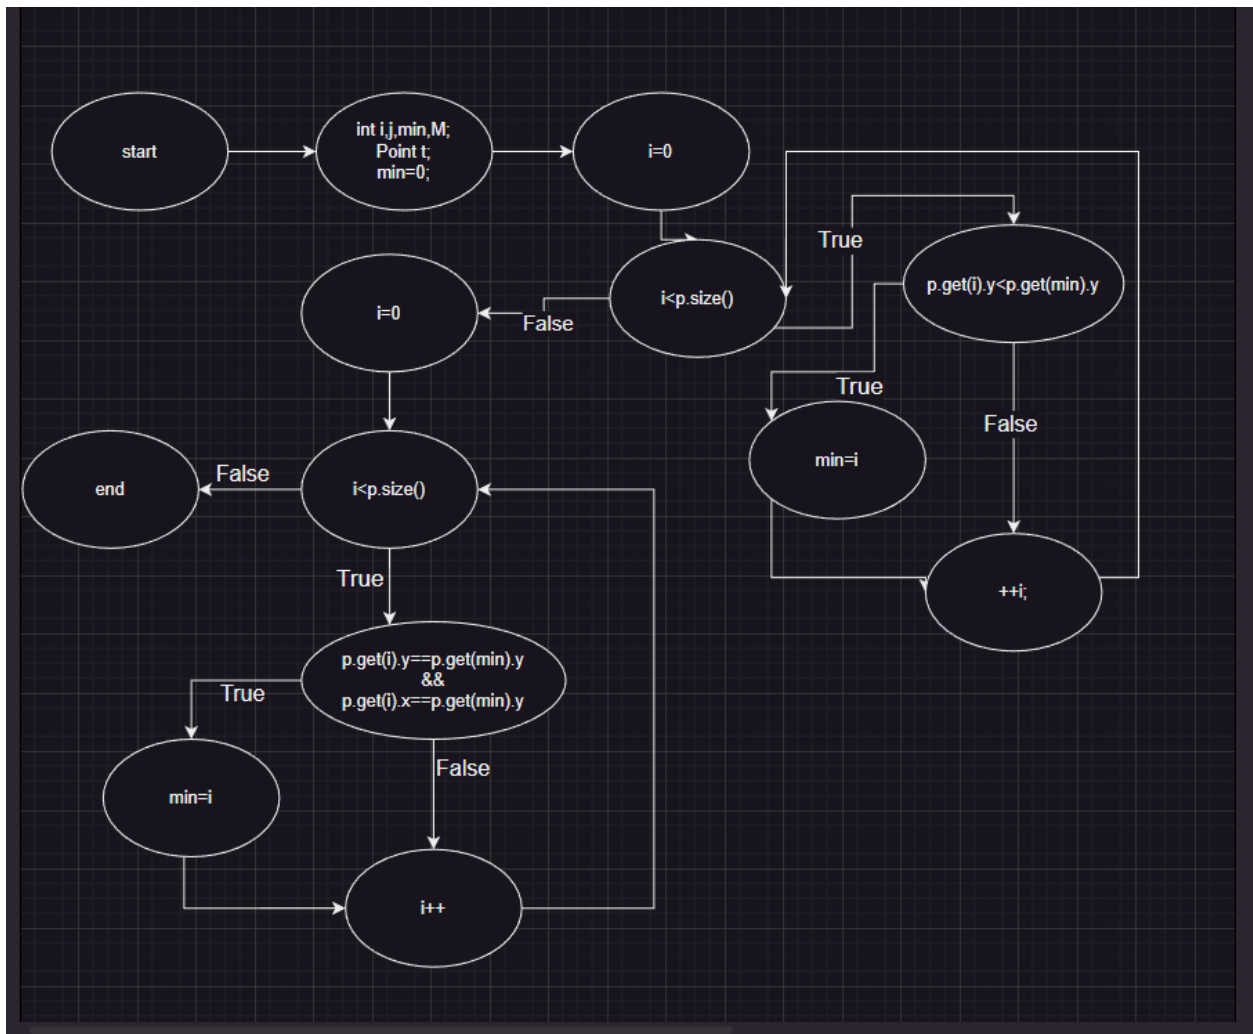 start
int i,j,min,M;
Point t;
min=0;
i=0
True
p.get(i).y<p.get(min).y
i<p.size()
i=0
False
True
False
min=i
i<p.size()
False
end
True
++i;
p.get(i).y==p.get(min).y
&&
p.get(i).x==p.get(min).y
True
False
min=i
i++